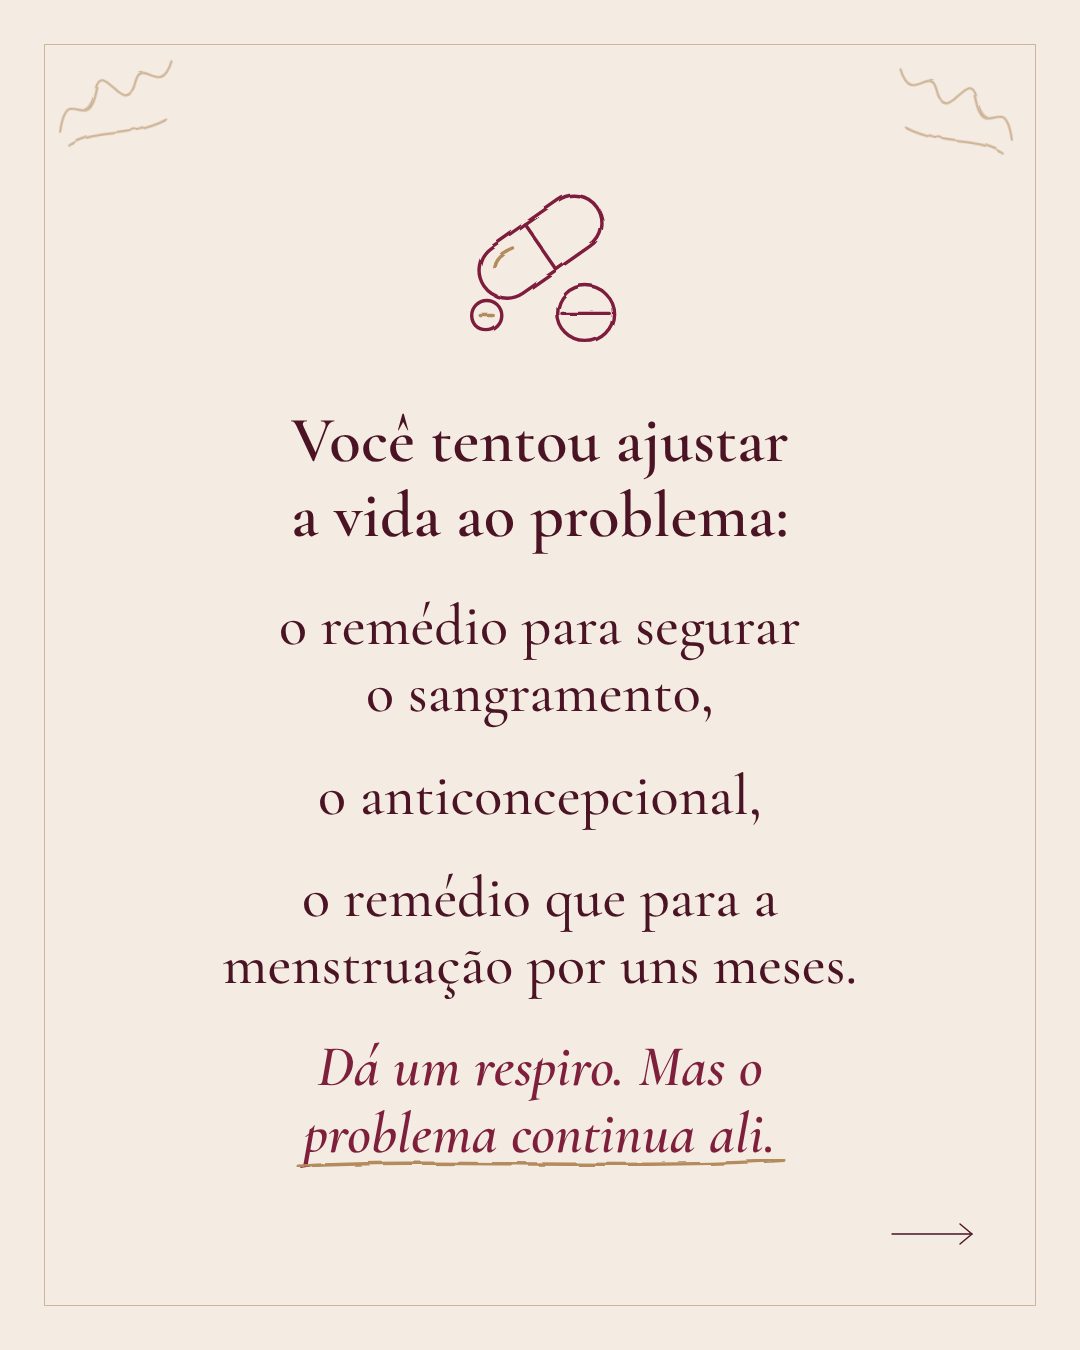 Você tentou ajustar
a vida ao problema:
o remédio para segurar
o sangramento,
o anticoncepcional,
o remédio que para a
menstruação por uns meses.
Dá um respiro. Mas o
problema continua ali.